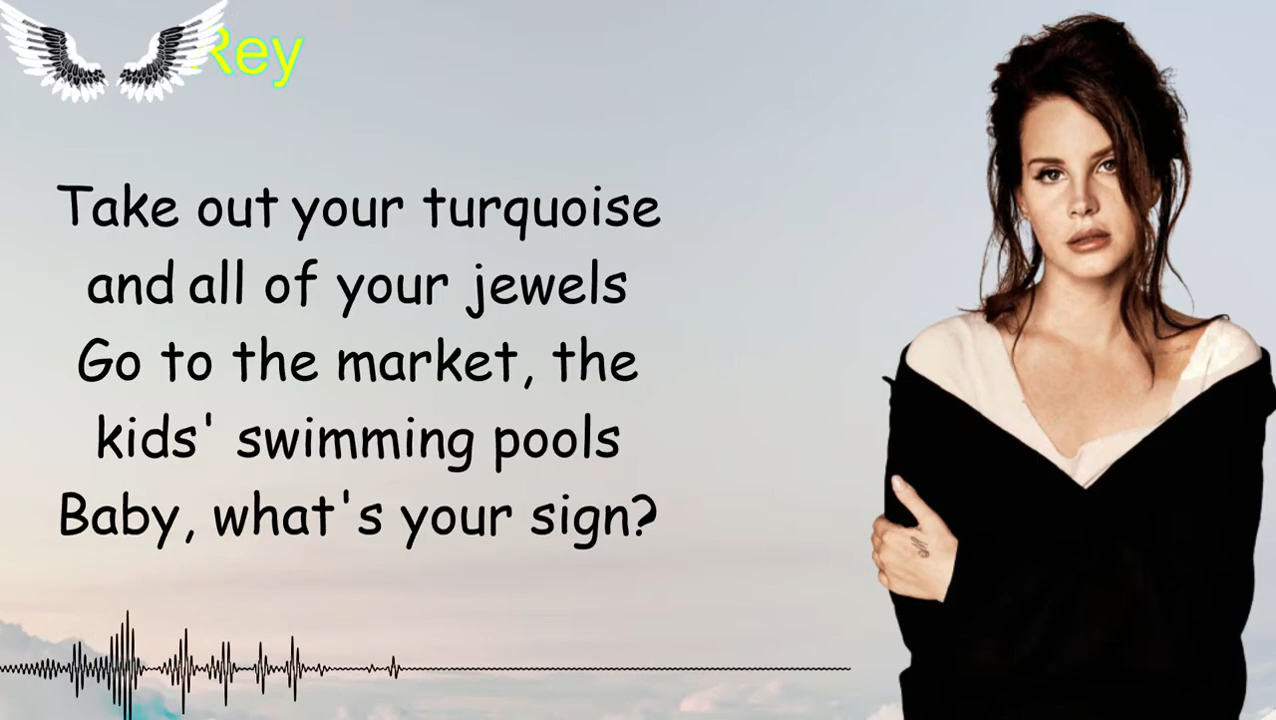 Rey
Take out your turquoise
and all of your jewels
Go to the market, the
kids' swimming pools
Baby, what's your sign?